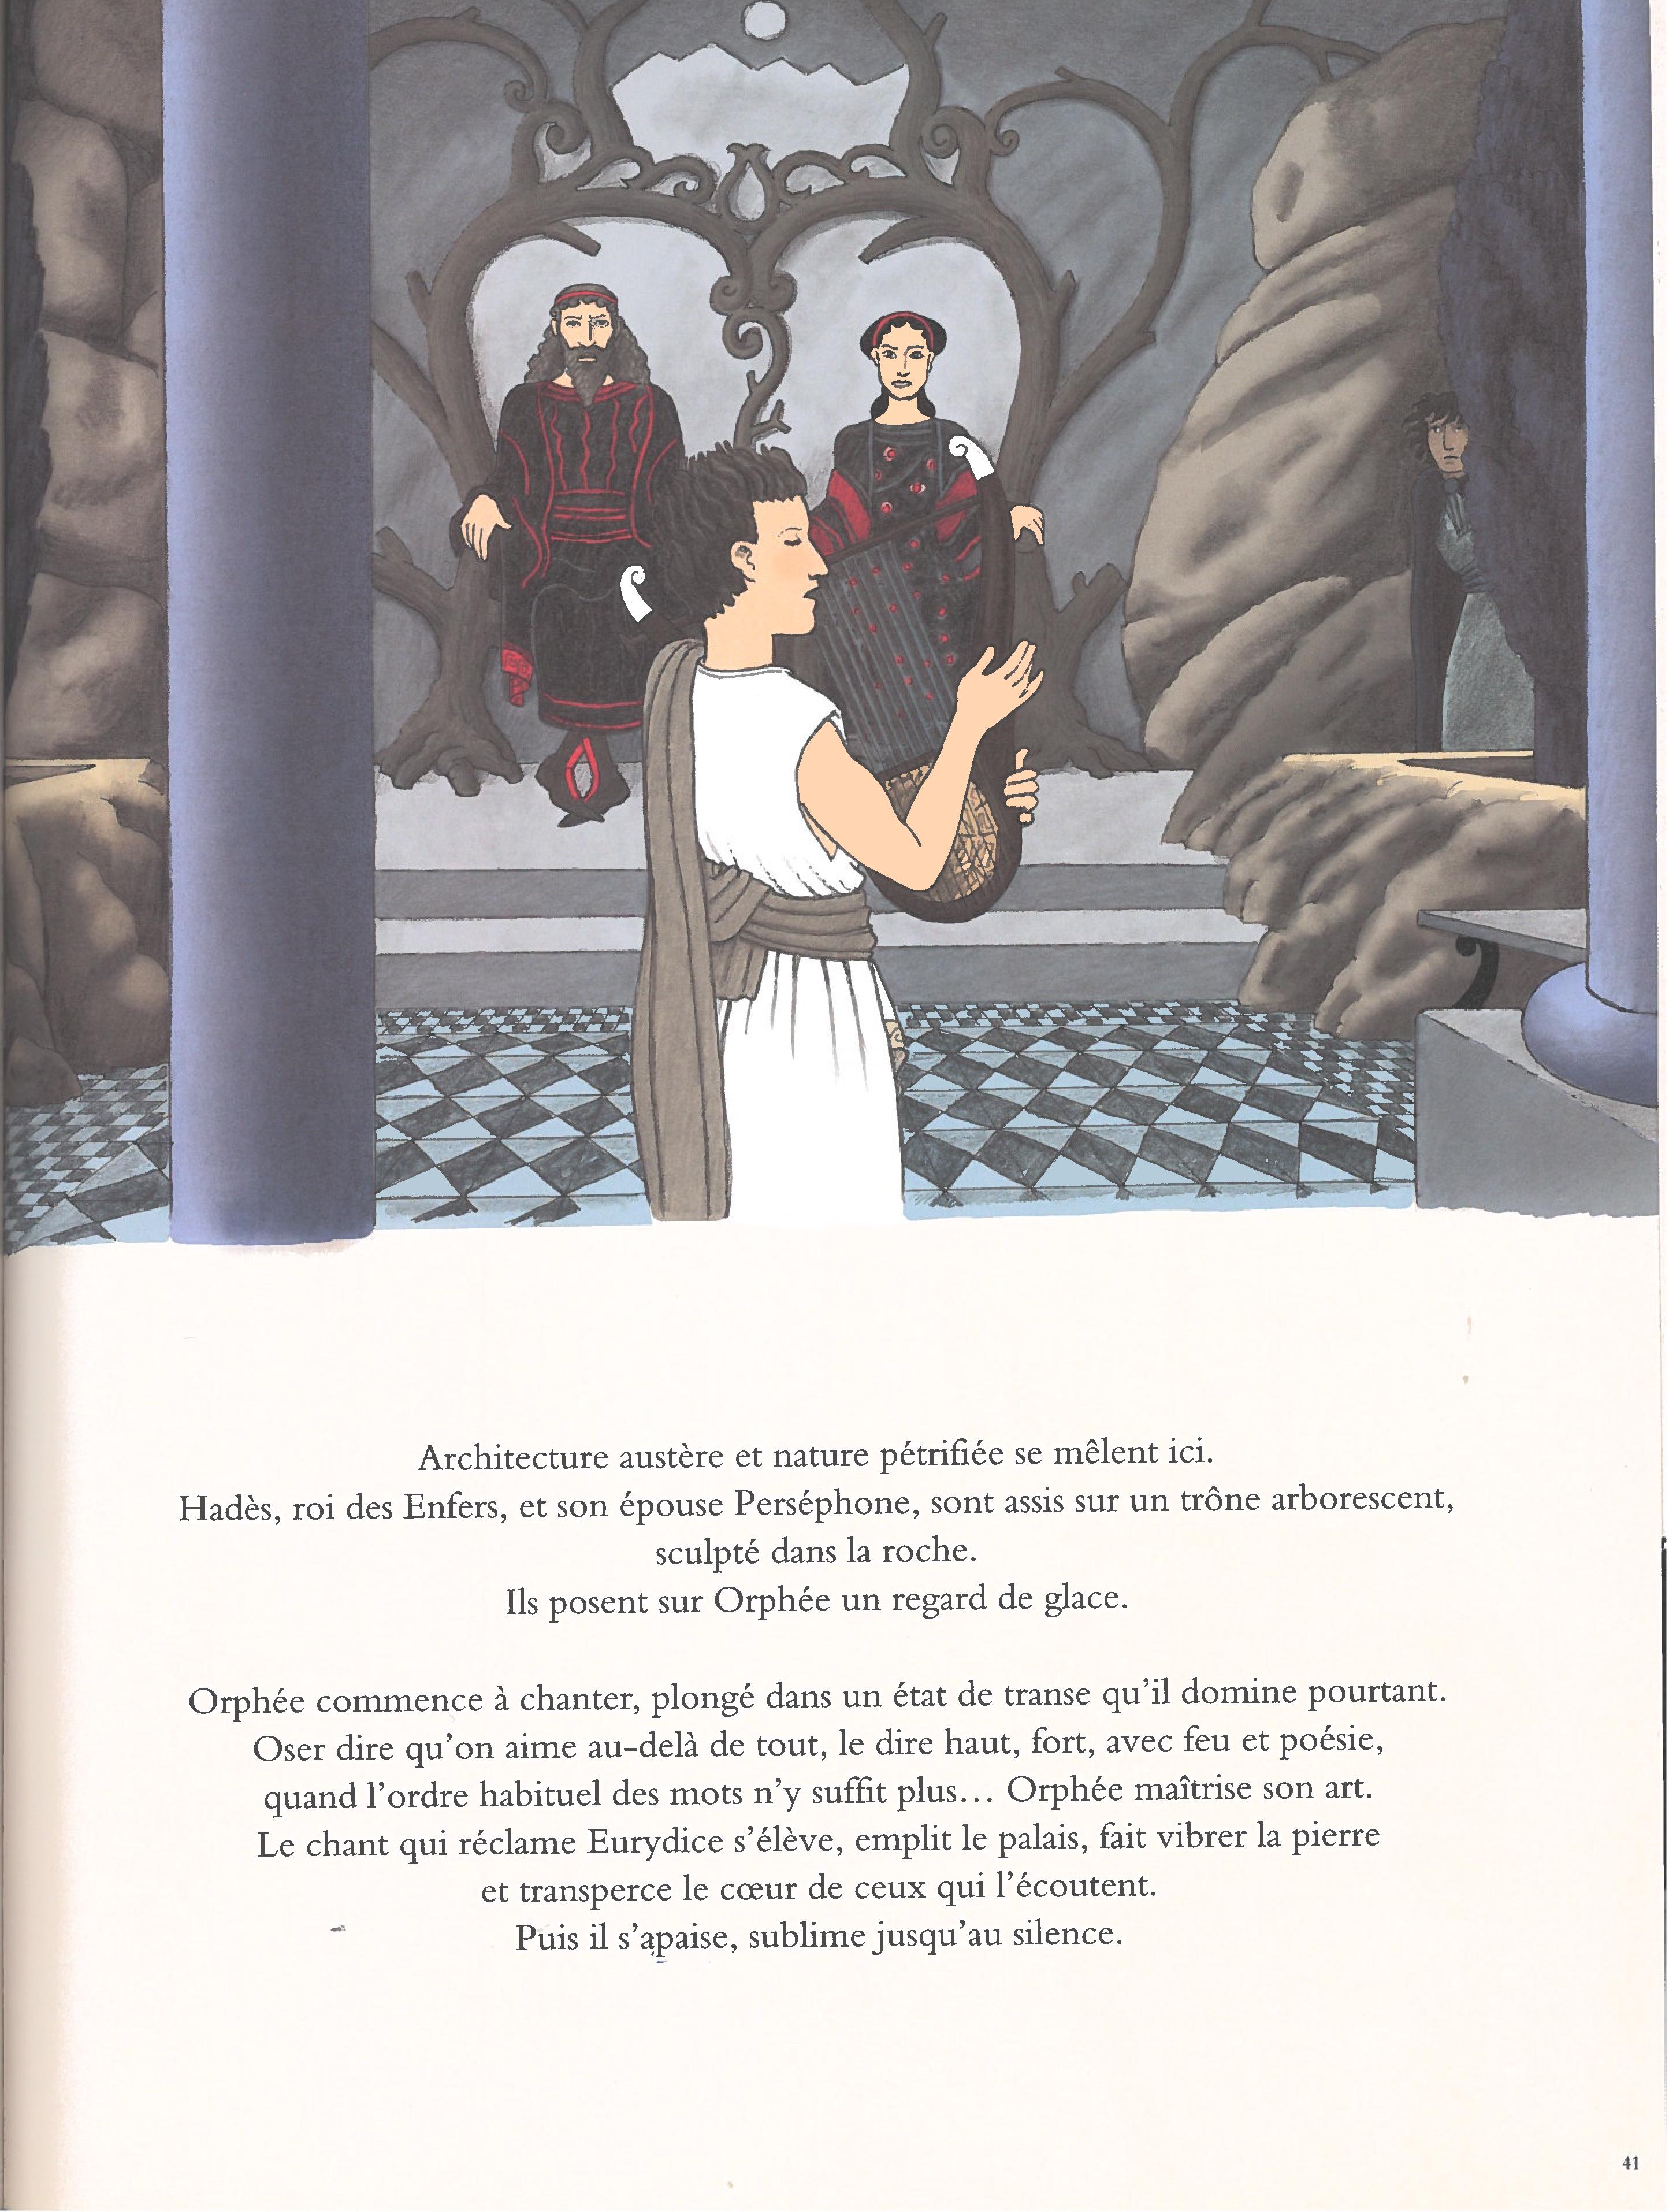 Architecture austère et nature pétrifiée se mêlent ici.
Hadès, roi des Enfers, et son épouse Perséphone, sont assis sur un trône arborescent,
sculpté dans la roche.
Ils posent sur Orphée un regard de glace.
Orphée commence à chanter, plongé dans un état de transe qu'il domine pourtant.
Oser dire qu'on aime au-delà de tout, le dire haut, fort, avec feu et poésie,
quand l'ordre habituel des mots n'y suffit plus... Orphée maîtrise son art.
Le chant qui réclame Eurydice s'élève, emplit le palais, fait vibrer la pierre
et transperce le cœur de ceux qui l'écoutent.
Puis il s'apaise, sublime jusqu'au silence.
41